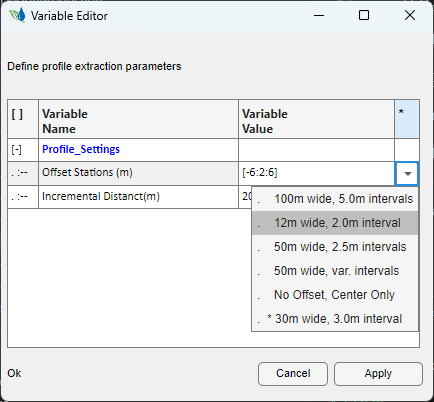 Variable Editor
Define profile extraction parameters
[ ] Variable Name Variable Value *
[-] Profile_Settings
. :-- Offset Stations (m) [-6:2:6]
. :-- Incremental Distanct(m)
. 100m wide, 5.0m intervals
. 12m wide, 2.0m interval
. 50m wide, 2.5m intervals
. 50m wide, var. intervals
. No Offset, Center Only
. * 30m wide, 3.0m interval
Ok Cancel Apply